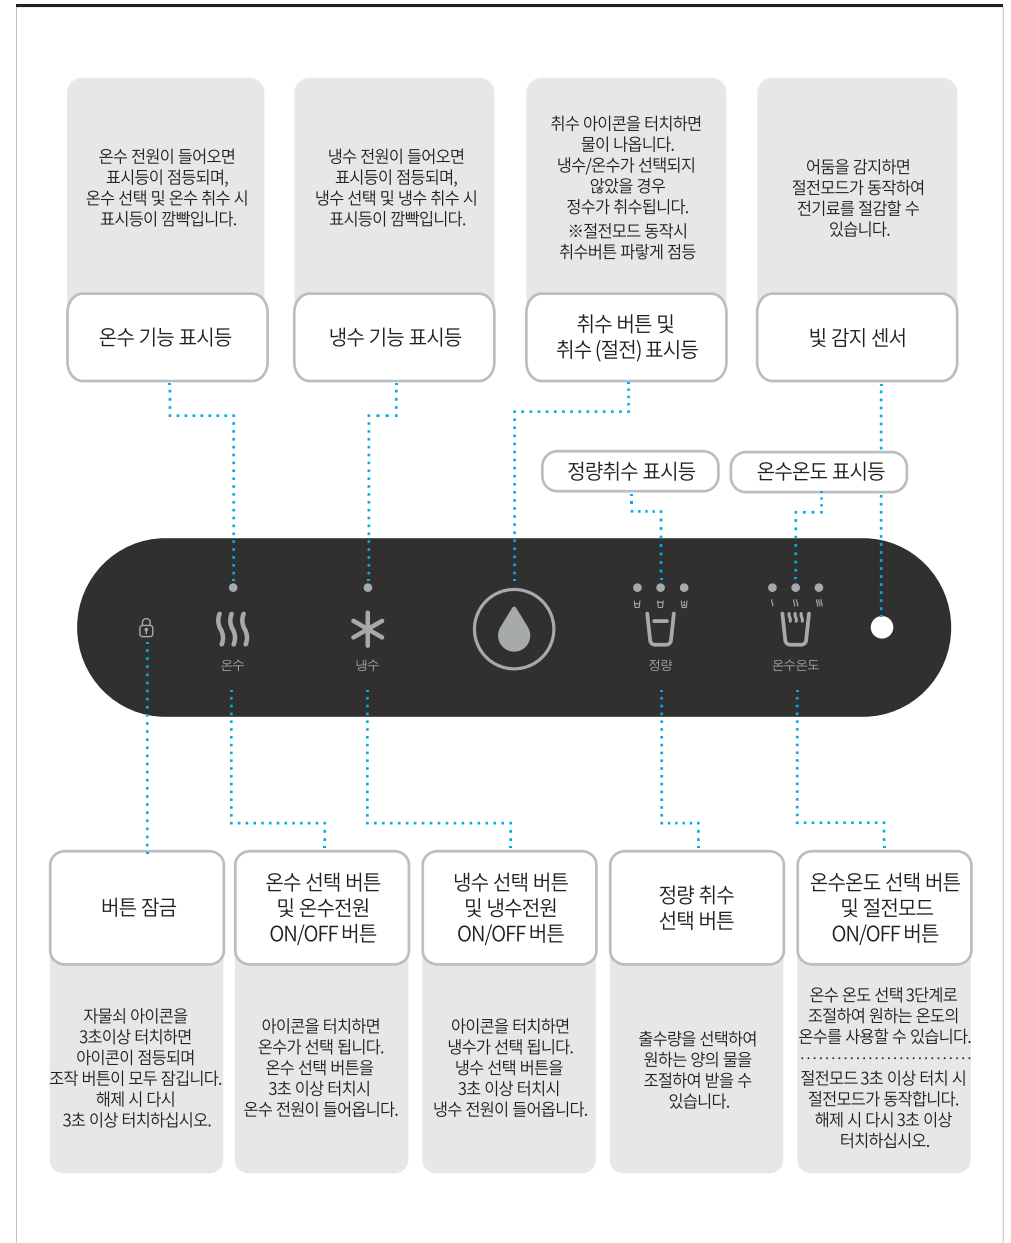 온수 전원이 들어오면
표시등이 점등되며,
온수 선택 및 온수 취수 시
표시등이 깜빡입니다.
온수 기능 표시등
냉수 전원이 들어오면
표시등이 점등되며,
냉수 선택 및 냉수 취수 시
표시등이 깜빡입니다.
냉수 기능 표시등
취수 아이콘을 터치하면
물이 나옵니다.
냉수/온수가 선택되지
않았을 경우
정수가 취수됩니다.
※절전모드 동작시
취수버튼 파랗게 점등
취수 버튼 및
취수 (절전) 표시등
어둠을 감지하면
절전모드가 동작하여
전기료를 절감할 수
있습니다.
빛 감지 센서
정량취수 표시등
온수온도 표시등
온수
냉수
정량
온수온도
버튼 잠금
자물쇠 아이콘을
3초이상 터치하면
아이콘이 점등되며
조작 버튼이 모두 잠깁니다.
해제 시 다시
3초 이상 터치하십시오.
온수 선택 버튼
및 온수전원
ON/OFF 버튼
아이콘을 터치하면
온수가 선택 됩니다.
온수 선택 버튼을
3초 이상 터치시
온수 전원이 들어옵니다.
냉수 선택 버튼
및 냉수전원
ON/OFF 버튼
아이콘을 터치하면
냉수가 선택 됩니다.
냉수 선택 버튼을
3초 이상 터치시
냉수 전원이 들어옵니다.
정량 취수
선택 버튼
출수량을 선택하여
원하는 양의 물을
조절하여 받을 수
있습니다.
온수온도 선택 버튼
및 절전모드
ON/OFF 버튼
온수 온도 선택 3단계로
조절하여 원하는 온도의
온수를 사용할 수 있습니다.
절전모드 3초 이상 터치 시
절전모드가 동작합니다.
해제 시 다시 3초 이상
터치하십시오.